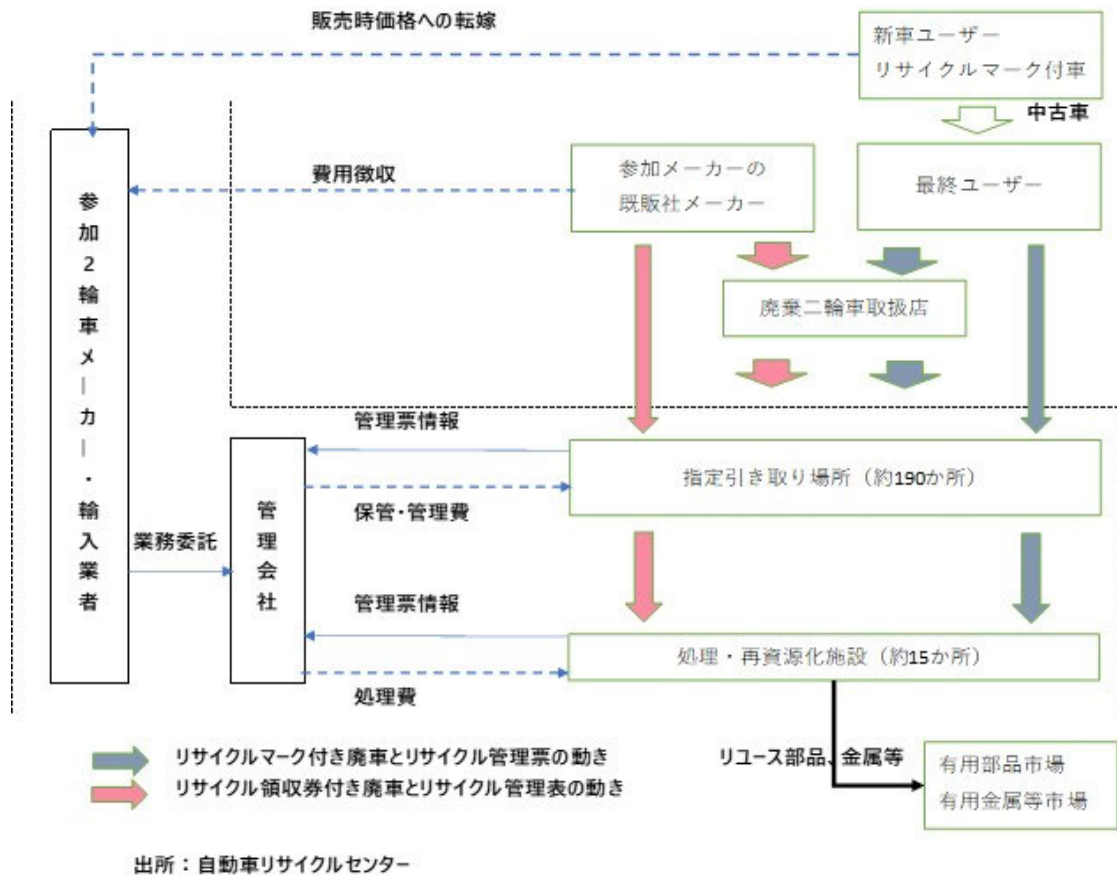 販売時価格への転嫁
新車ユーザー
リサイクルマーク付車
中古車
費用徴収
参加メーカーの
既販社メーカー
最終ユーザー
参加２輪車メーカー・輸入業者
廃棄二輪車取扱店
管理票情報
指定引き取り場所（約190か所）
保管・管理費
管理会社
業務委託
管理票情報
処理・再資源化施設（約15か所）
処理費
リサイクルマーク付き廃車とリサイクル管理票の動き
リサイクル領収券付き廃車とリサイクル管理表の動き
リユース部品、金属等
有用部品市場
有用金属等市場
出所：自動車リサイクルセンター